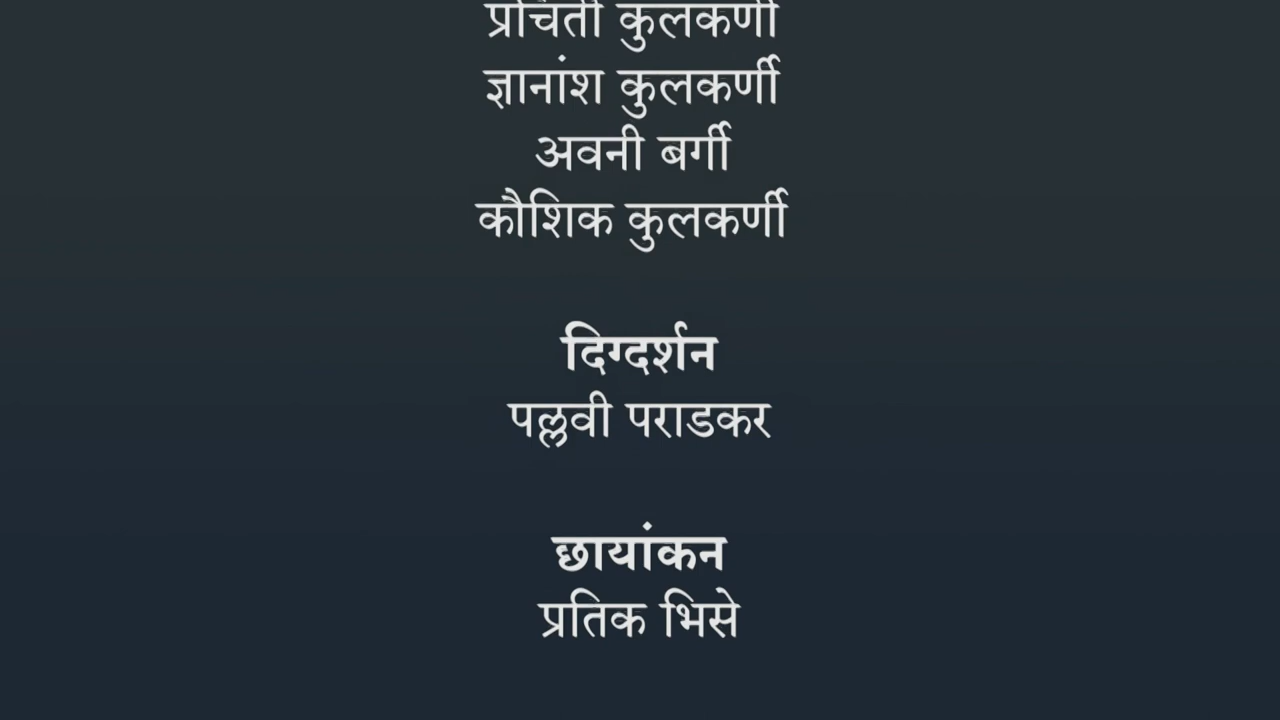 कुलकर्णी
ज्ञानांश कुलकर्णी
अवनी बर्गी
कौशिक कुलकर्णी
दिग्दर्शन
पल्लवी पराडकर
छायांकन
प्रतिक भिसे